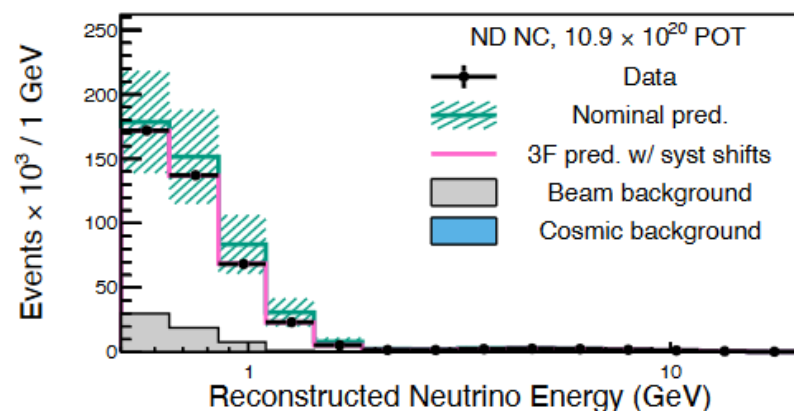 ND NC, 10.9 × 10²⁰ POT
Data
Nominal pred.
3F pred. w/ syst shifts
Beam background
Cosmic background
Events × 10³ / 1 GeV
250
200
150
100
50
0
1
10
Reconstructed Neutrino Energy (GeV)